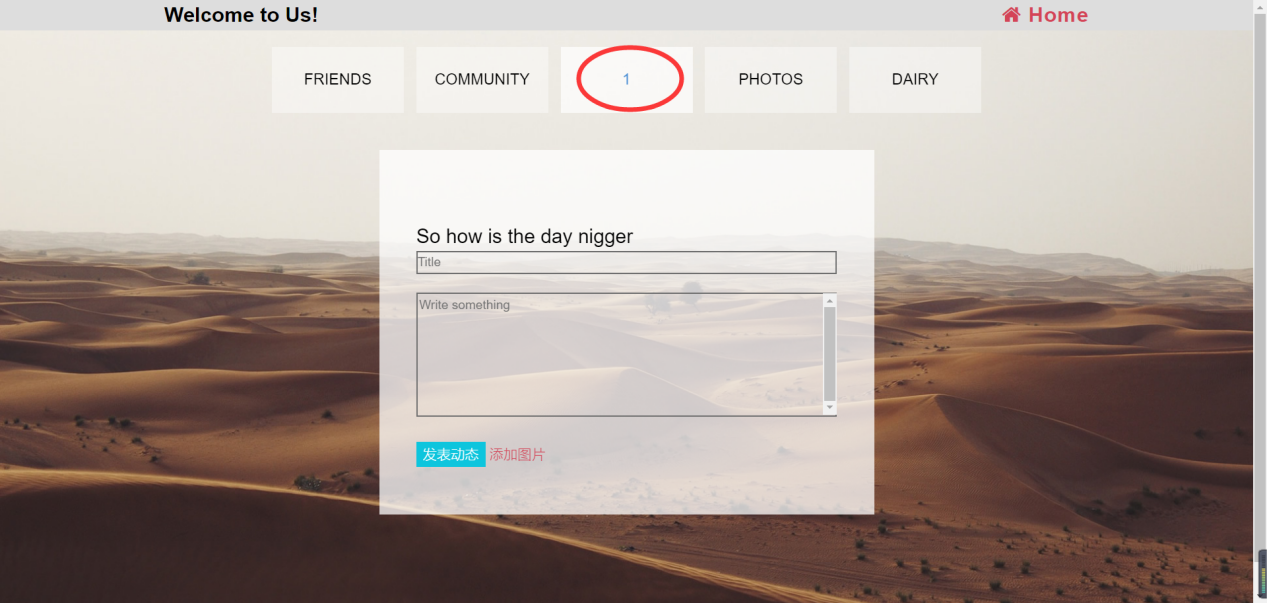 Welcome to Us!
Home
FRIENDS
COMMUNITY
1
PHOTOS
DAIRY
So how is the day nigger
Title
Write something
发表动态 添加图片